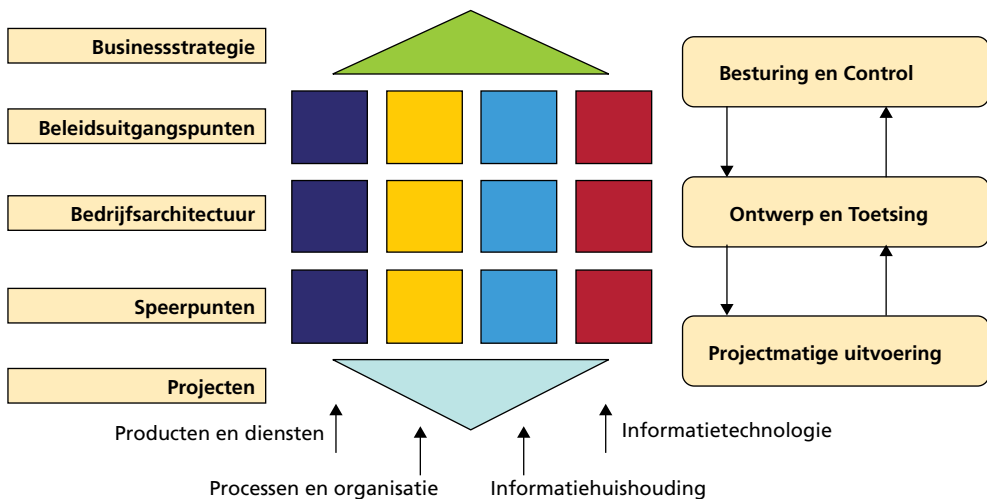 Businessstrategie
Beleidsuitgangspunten
Bedrijfsarchitectuur
Speerpunten
Projecten
Besturing en Control
Ontwerp en Toetsing
Projectmatige uitvoering
Producten en diensten
Processen en organisatie
Informatiehuishouding
Informatietechnologie